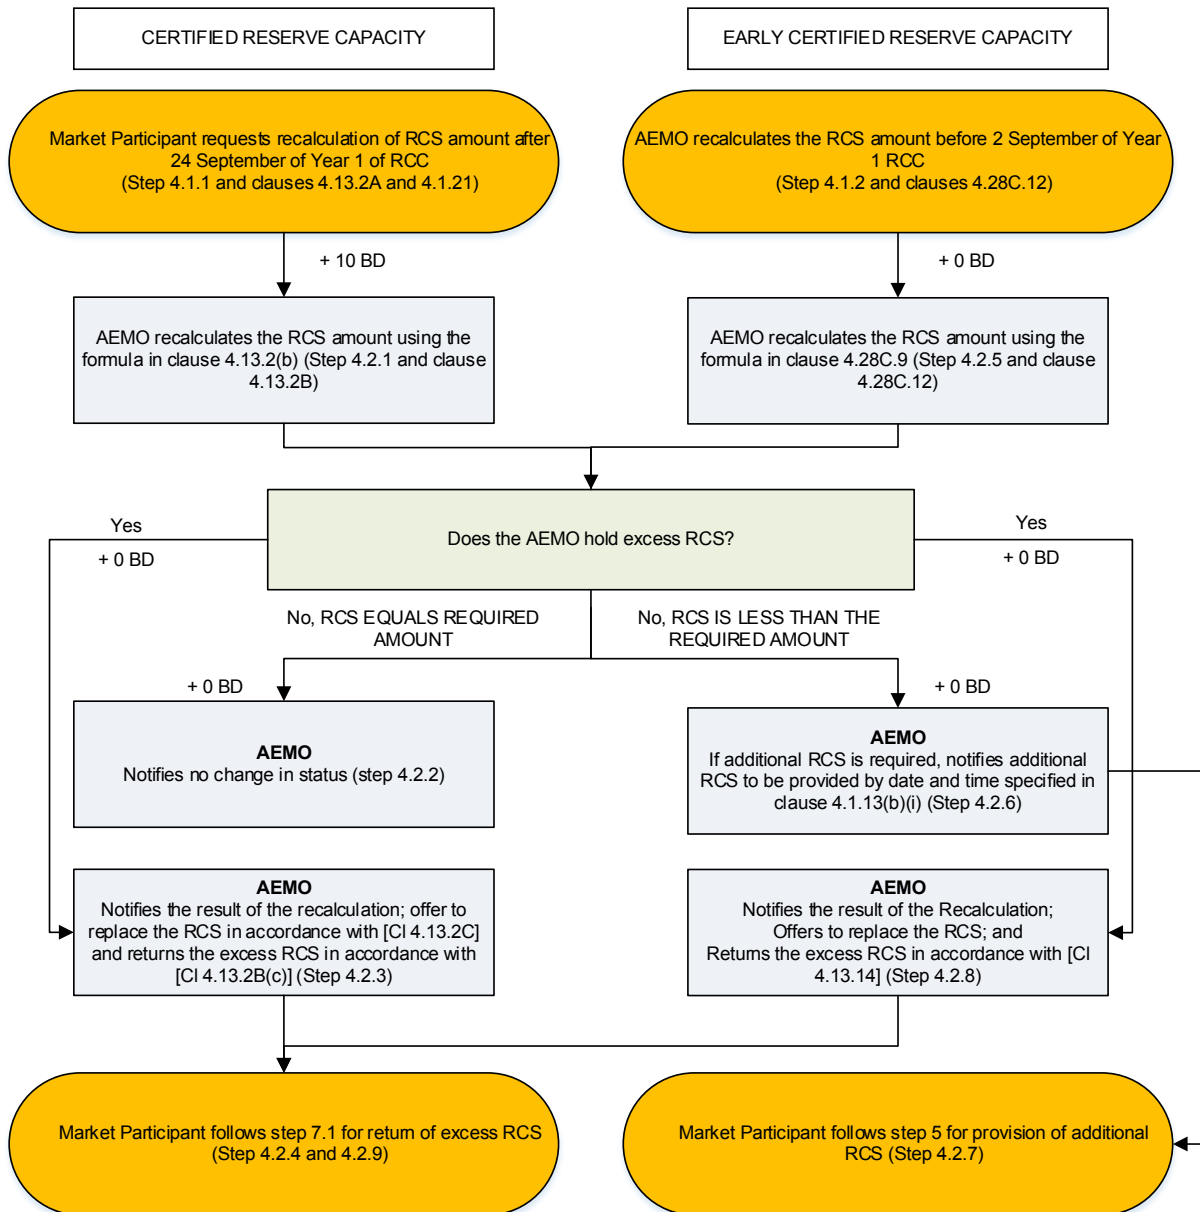 CERTIFIED RESERVE CAPACITY
EARLY CERTIFIED RESERVE CAPACITY
Market Participant requests recalculation of RCS amount after
24 September of Year 1 of RCC
(Step 4.1.1 and clauses 4.13.2A and 4.1.21)
AEMO recalculates the RCS amount before 2 September of Year
1 RCC
(Step 4.1.2 and clauses 4.28C.12)
+ 10 BD
+ 0 BD
AEMO recalculates the RCS amount using the
formula in clause 4.13.2(b) (Step 4.2.1 and clause
4.13.2B)
AEMO recalculates the RCS amount using the
formula in clause 4.28C.9 (Step 4.2.5 and clause
4.28C.12)
Yes
+ 0 BD
Does the AEMO hold excess RCS?
Yes
+ 0 BD
No, RCS EQUALS REQUIRED
AMOUNT
No, RCS IS LESS THAN THE
REQUIRED AMOUNT
+ 0 BD
+ 0 BD
AEMO
Notifies no change in status (step 4.2.2)
AEMO
If additional RCS is required, notifies additional
RCS to be provided by date and time specified in
clause 4.1.13(b)(i) (Step 4.2.6)
AEMO
Notifies the result of the recalculation; offer to
replace the RCS in accordance with [Cl 4.13.2C]
and returns the excess RCS in accordance with
[Cl 4.13.2B(c)] (Step 4.2.3)
AEMO
Notifies the result of the Recalculation;
Offers to replace the RCS; and
Returns the excess RCS in accordance with [Cl
4.13.14] (Step 4.2.8)
Market Participant follows step 7.1 for return of excess RCS
(Step 4.2.4 and 4.2.9)
Market Participant follows step 5 for provision of additional
RCS (Step 4.2.7)